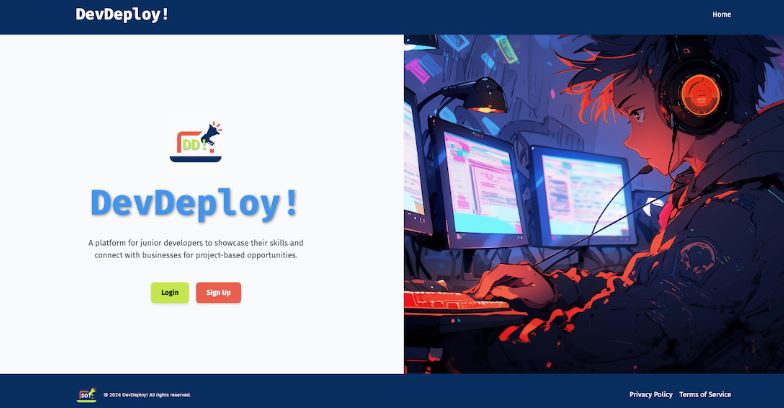 DevDeploy!
Home
DD!
DevDeploy!
A platform for junior developers to showcase their skills and
connect with businesses for project-based opportunities.
Login
Sign Up
DD!
© 2024 DevDeploy! All rights reserved.
Privacy Policy
Terms of Service